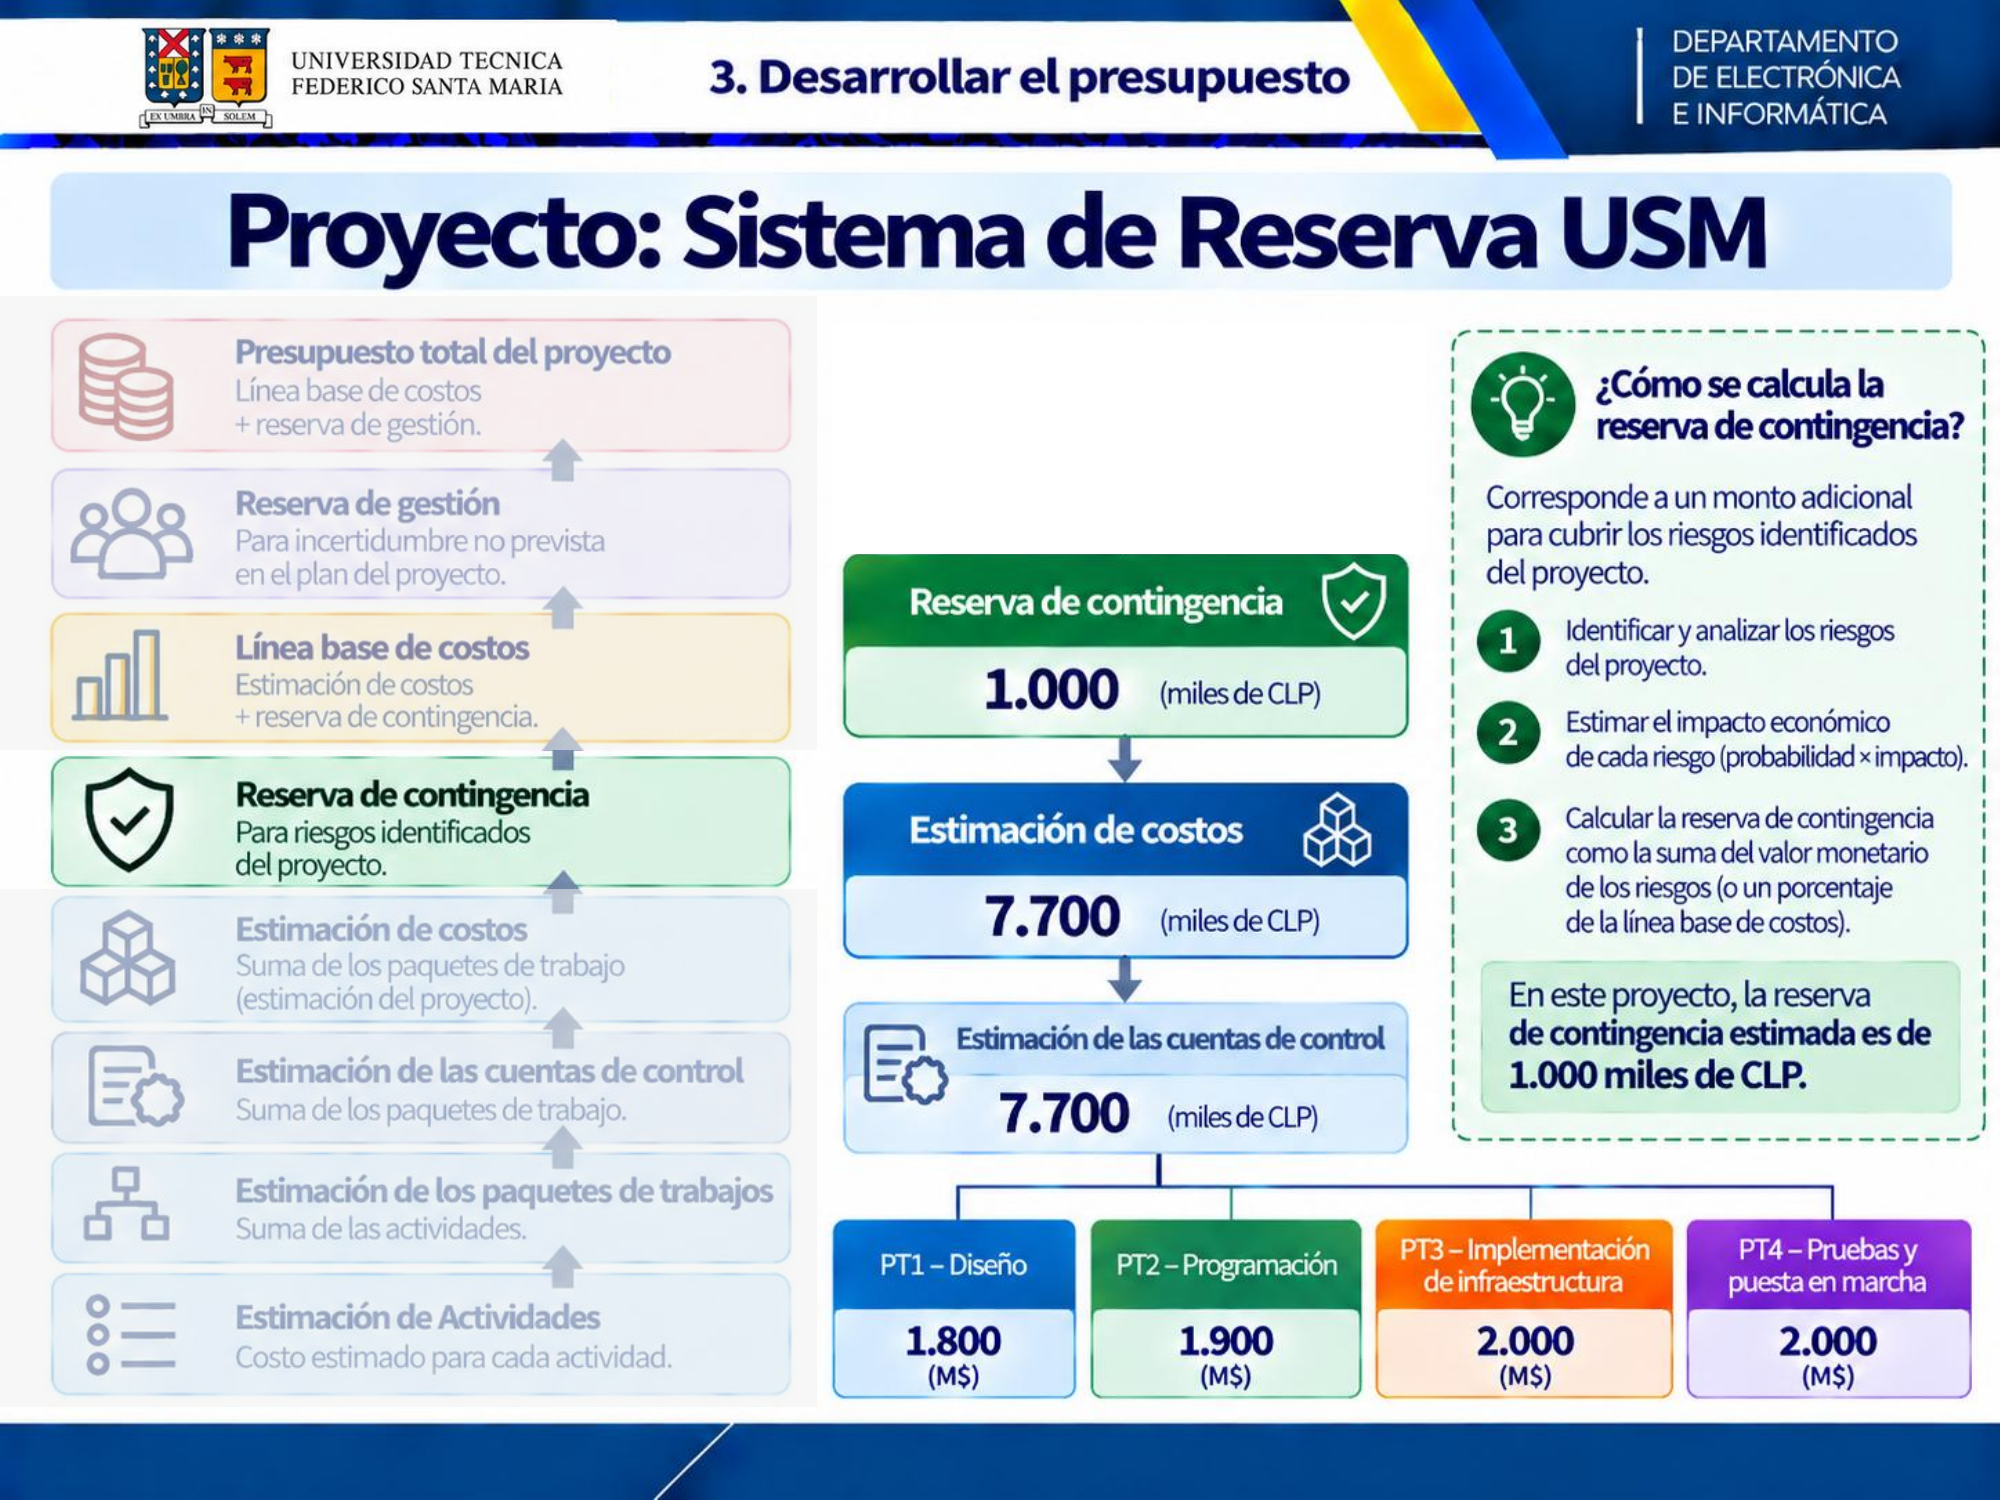 UNIVERSIDAD TECNICA
FEDERICO SANTA MARIA
EX UMBRA IN SOLEM
3. Desarrollar el presupuesto
DEPARTAMENTO
DE ELECTRÓNICA
E INFORMÁTICA
Proyecto: Sistema de Reserva USM
Presupuesto total del proyecto
Línea base de costos
+ reserva de gestión.
Reserva de gestión
Para incertidumbre no prevista
en el plan del proyecto.
Línea base de costos
Estimación de costos
+ reserva de contingencia.
Reserva de contingencia
Para riesgos identificados
del proyecto.
Estimación de costos
Suma de los paquetes de trabajo
(estimación del proyecto).
Estimación de las cuentas de control
Suma de los paquetes de trabajo.
Estimación de los paquetes de trabajos
Suma de las actividades.
Estimación de Actividades
Costo estimado para cada actividad.
Reserva de contingencia
1.000 (miles de CLP)
Estimación de costos
7.700 (miles de CLP)
Estimación de las cuentas de control
7.700 (miles de CLP)
PT1 – Diseño
1.800
(M$)
PT2 – Programación
1.900
(M$)
PT3 – Implementación
de infraestructura
2.000
(M$)
PT4 – Pruebas y
puesta en marcha
2.000
(M$)
¿Cómo se calcula la
reserva de contingencia?
Corresponde a un monto adicional
para cubrir los riesgos identificados
del proyecto.
1 Identificar y analizar los riesgos
del proyecto.
2 Estimar el impacto económico
de cada riesgo (probabilidad × impacto).
3 Calcular la reserva de contingencia
como la suma del valor monetario
de los riesgos (o un porcentaje
de la línea base de costos).
En este proyecto, la reserva
de contingencia estimada es de
1.000 miles de CLP.